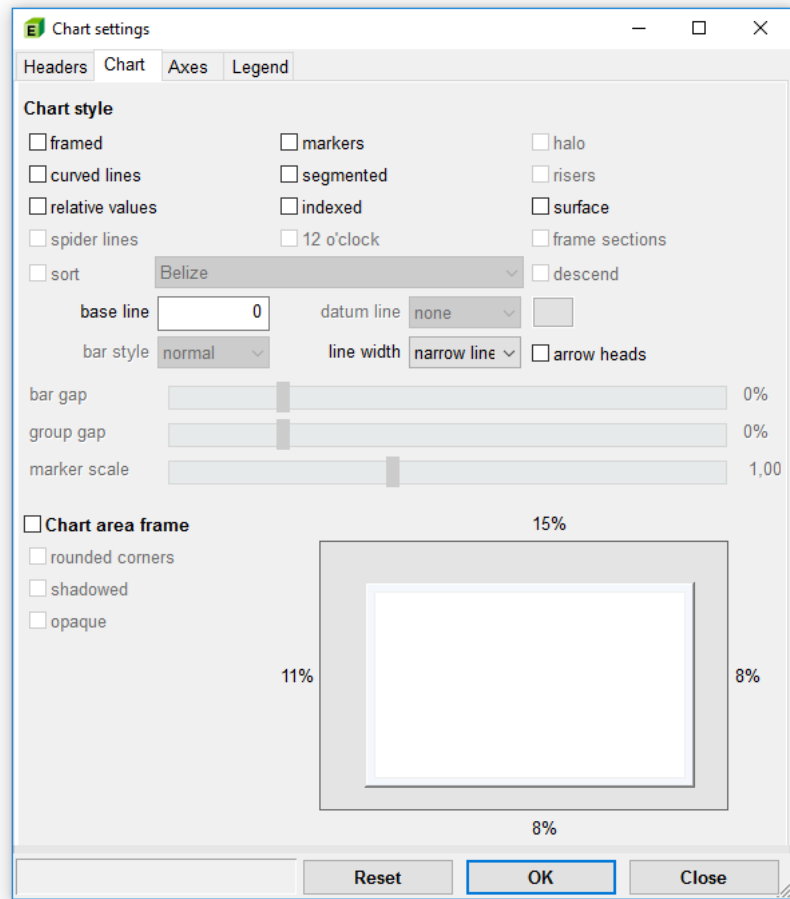 E Chart settings
Headers Chart Axes Legend
Chart style
framed markers halo
curved lines segmented risers
relative values indexed surface
spider lines 12 o'clock frame sections
sort Belize descend
base line 0 datum line none
bar style normal line width narrow line arrow heads
bar gap 0%
group gap 0%
marker scale 1,00
Chart area frame 15%
rounded corners
shadowed
opaque
11% 8%
8%
Reset OK Close